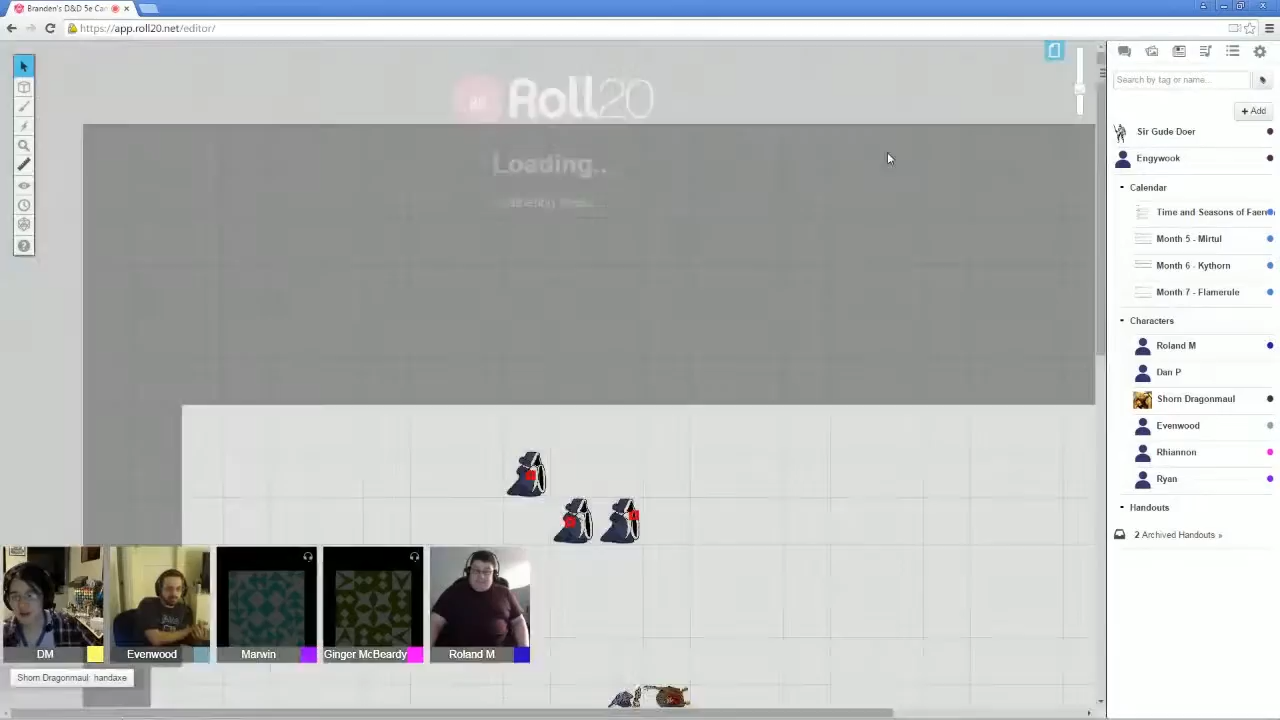 Branden's D&D 5e Car
https://app.roll20.net/editor/
Roll20
Loading..
Search by tag or name...
+ Add
Sir Gude Doer
Engywook
Calendar
Time and Seasons of Faer
Month 5 - Mirtul
Month 6 - Kythorn
Month 7 - Flamerule
Characters
Roland M
Dan P
Shorn Dragonmaul
Evenwood
Rhiannon
Ryan
Handouts
2 Archived Handouts »
DM
Evenwood
Marwin
Ginger McBeardy
Roland M
Shorn Dragonmaul handaxe